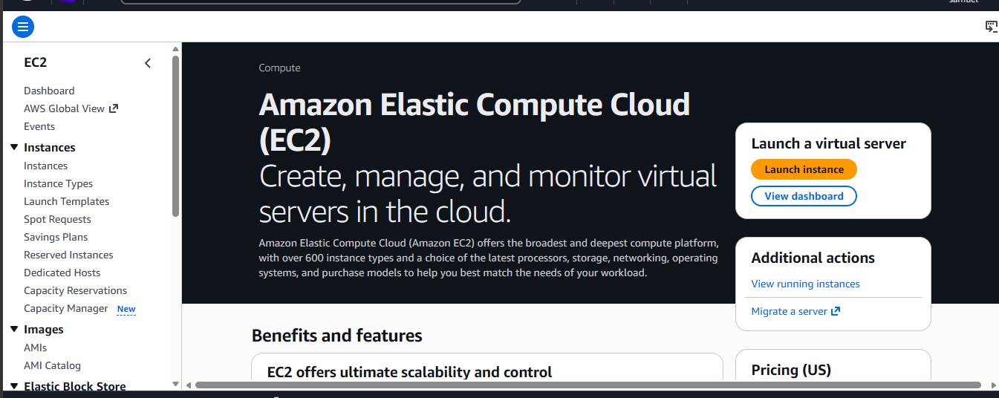 samuel
EC2
Dashboard
AWS Global View
Events
Instances
Instances
Instance Types
Launch Templates
Spot Requests
Savings Plans
Reserved Instances
Dedicated Hosts
Capacity Reservations
Capacity Manager New
Images
AMIs
AMI Catalog
Elastic Block Store
Compute
Amazon Elastic Compute Cloud
(EC2)
Create, manage, and monitor virtual
servers in the cloud.
Amazon Elastic Compute Cloud (Amazon EC2) offers the broadest and deepest compute platform,
with over 600 instance types and a choice of the latest processors, storage, networking, operating
systems, and purchase models to help you best match the needs of your workload.
Benefits and features
EC2 offers ultimate scalability and control
Launch a virtual server
Launch instance
View dashboard
Additional actions
View running instances
Migrate a server
Pricing (US)